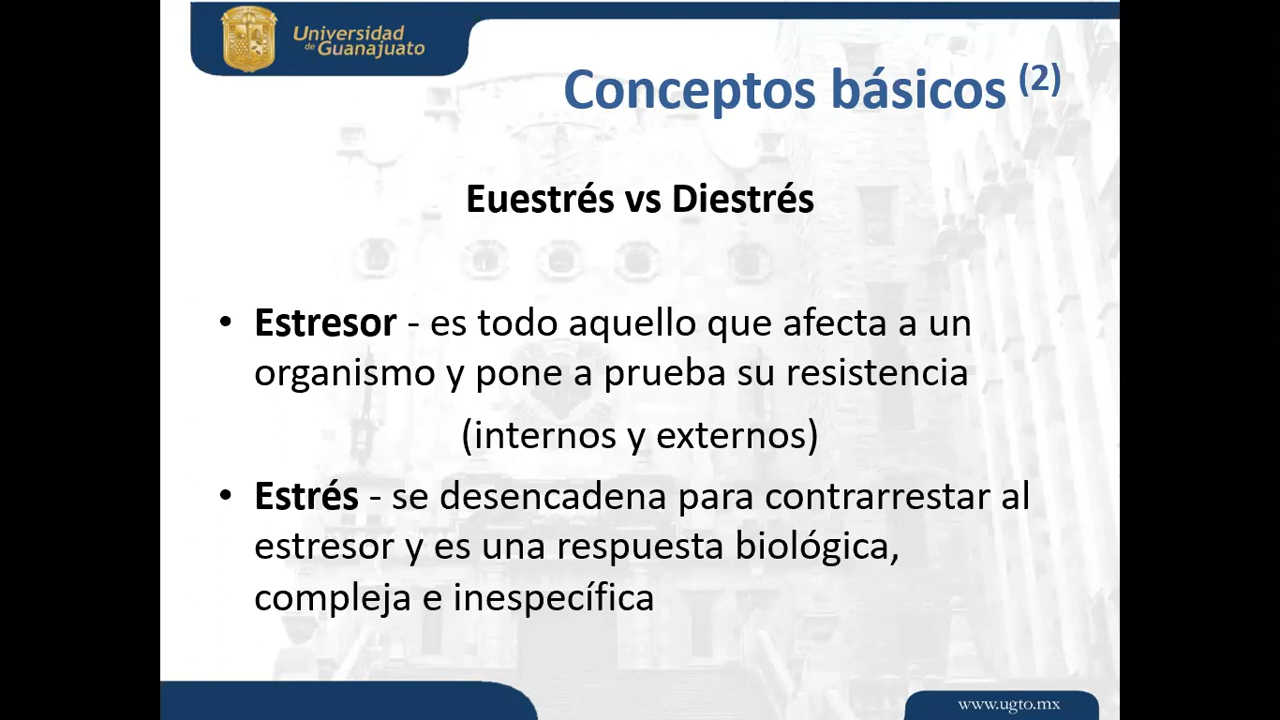 Universidad
de Guanajuato
Conceptos básicos (2)
Euestrés vs Diestrés
• Estresor - es todo aquello que afecta a un
organismo y pone a prueba su resistencia
(internos y externos)
• Estrés - se desencadena para contrarrestar al
estresor y es una respuesta biológica,
compleja e inespecífica
www.ugto.mx